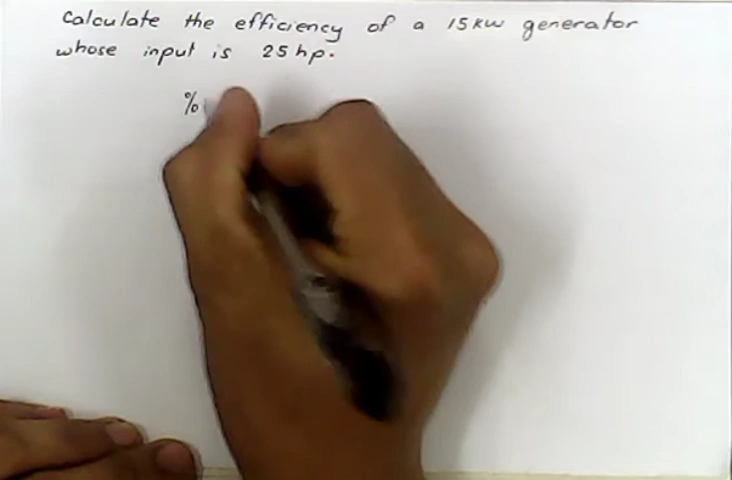 Calculate the efficiency of a 15kW generator
whose input is 25hp.
%